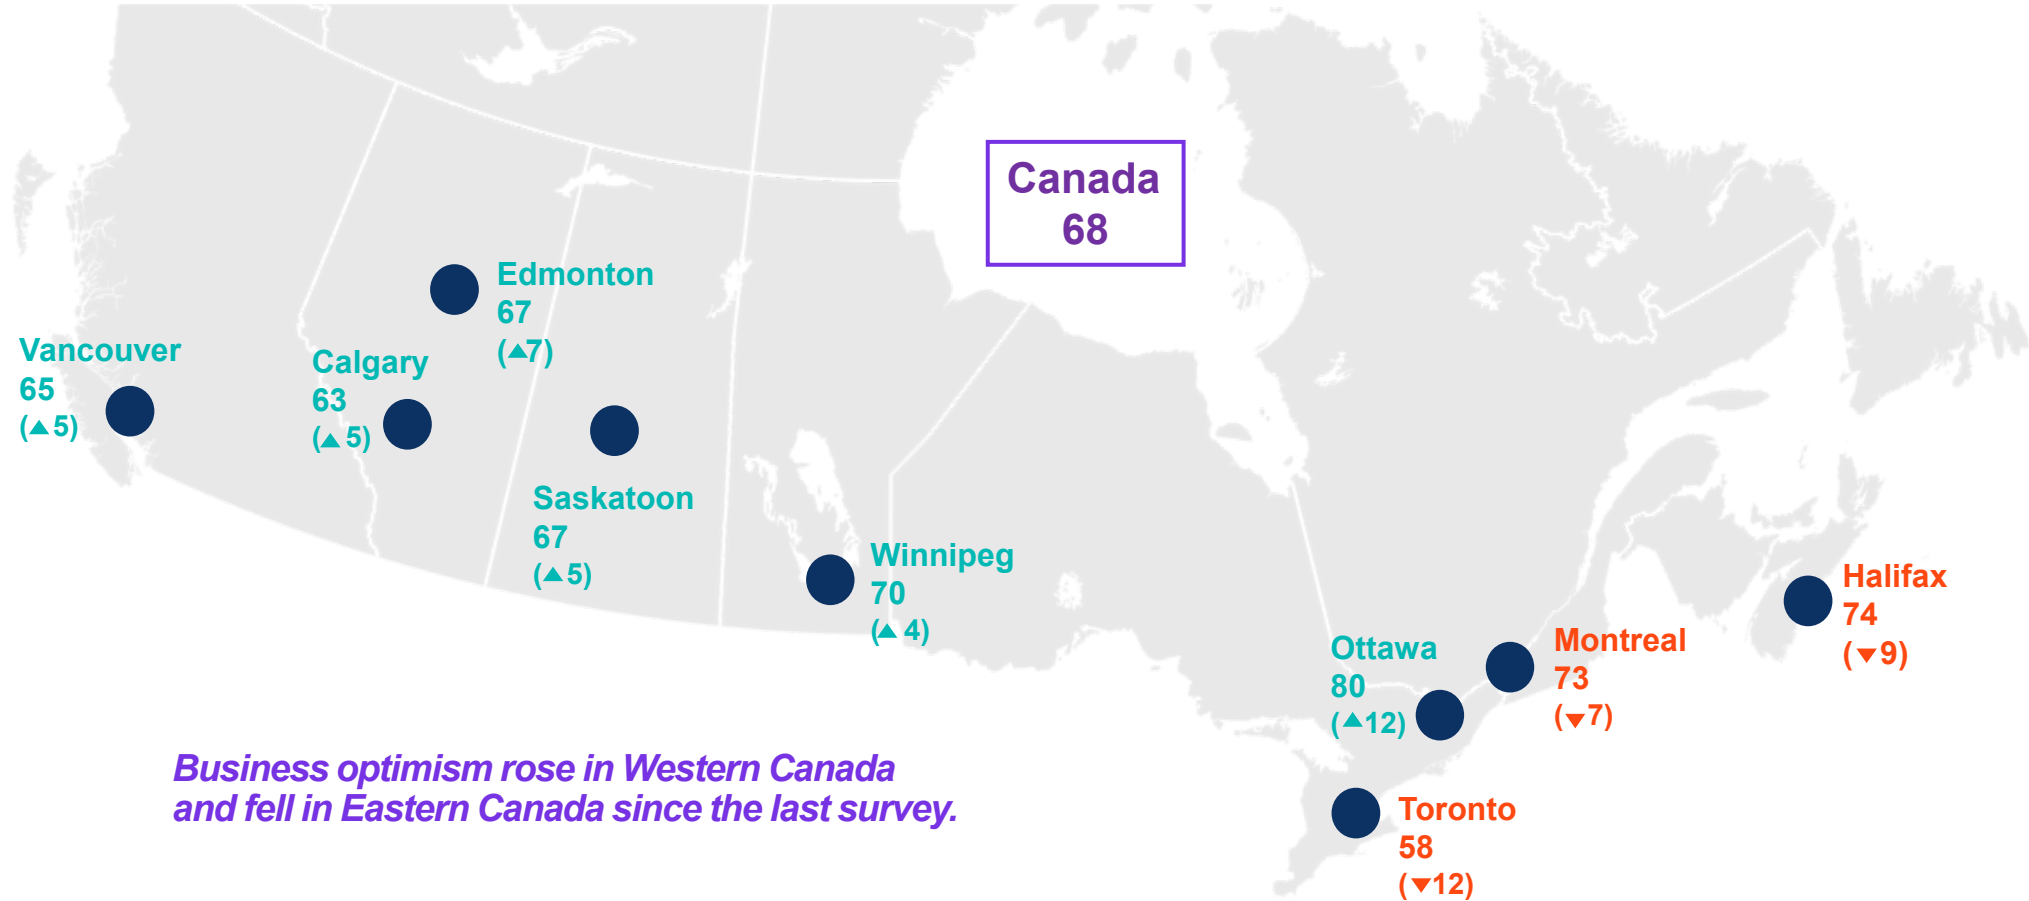 Canada
68
Edmonton
67
(▲7)
Vancouver
65
(▲5)
Calgary
63
(▲5)
Saskatoon
67
(▲5)
Winnipeg
70
(▲4)
Halifax
74
(▼9)
Montreal
73
(▼7)
Ottawa
80
(▲12)
Toronto
58
(▼12)
Business optimism rose in Western Canada
and fell in Eastern Canada since the last survey.